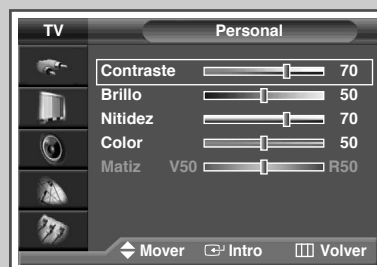 TV Personal
Contraste 70
Brillo 50
Nitidez 70
Color 50
Matiz V50 R50
Mover Intro Volver